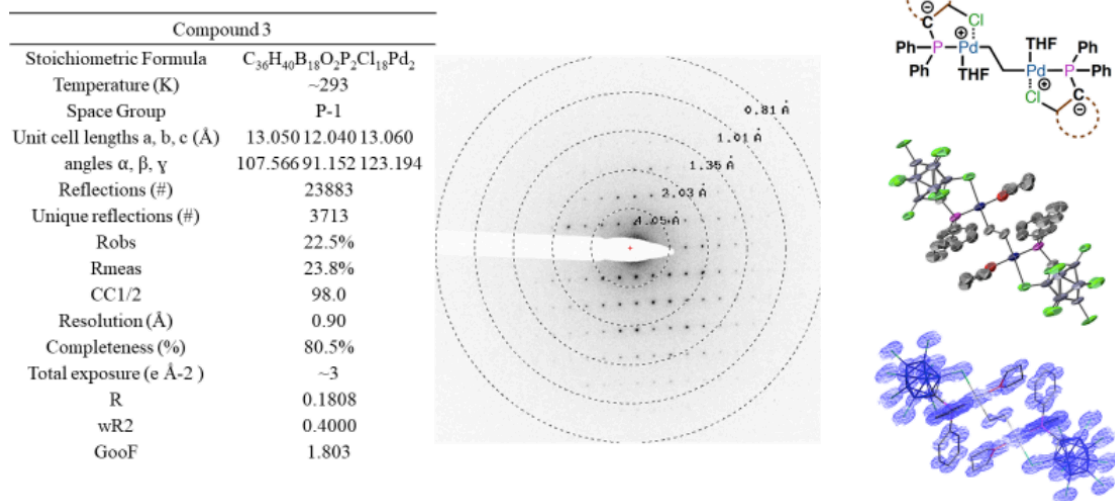 Compound 3
Stoichiometric Formula C36H40B18O2P2Cl18Pd2
Temperature (K) ~293
Space Group P-1
Unit cell lengths a, b, c (Å) 13.050 12.040 13.060
angles α, β, ɣ 107.566 91.152 123.194
Reflections (#) 23883
Unique reflections (#) 3713
Robs 22.5%
Rmeas 23.8%
CC1/2 98.0
Resolution (Å) 0.90
Completeness (%) 80.5%
Total exposure (e Å-2 ) ~3
R 0.1808
wR2 0.4000
GooF 1.803
0.81 Å
1.01 Å
1.35 Å
2.03 Å
4.05 Å
⊖
C Cl
⊕
Ph P Pd
Ph THF
THF Ph
Pd P Ph
⊕
Cl C
⊖